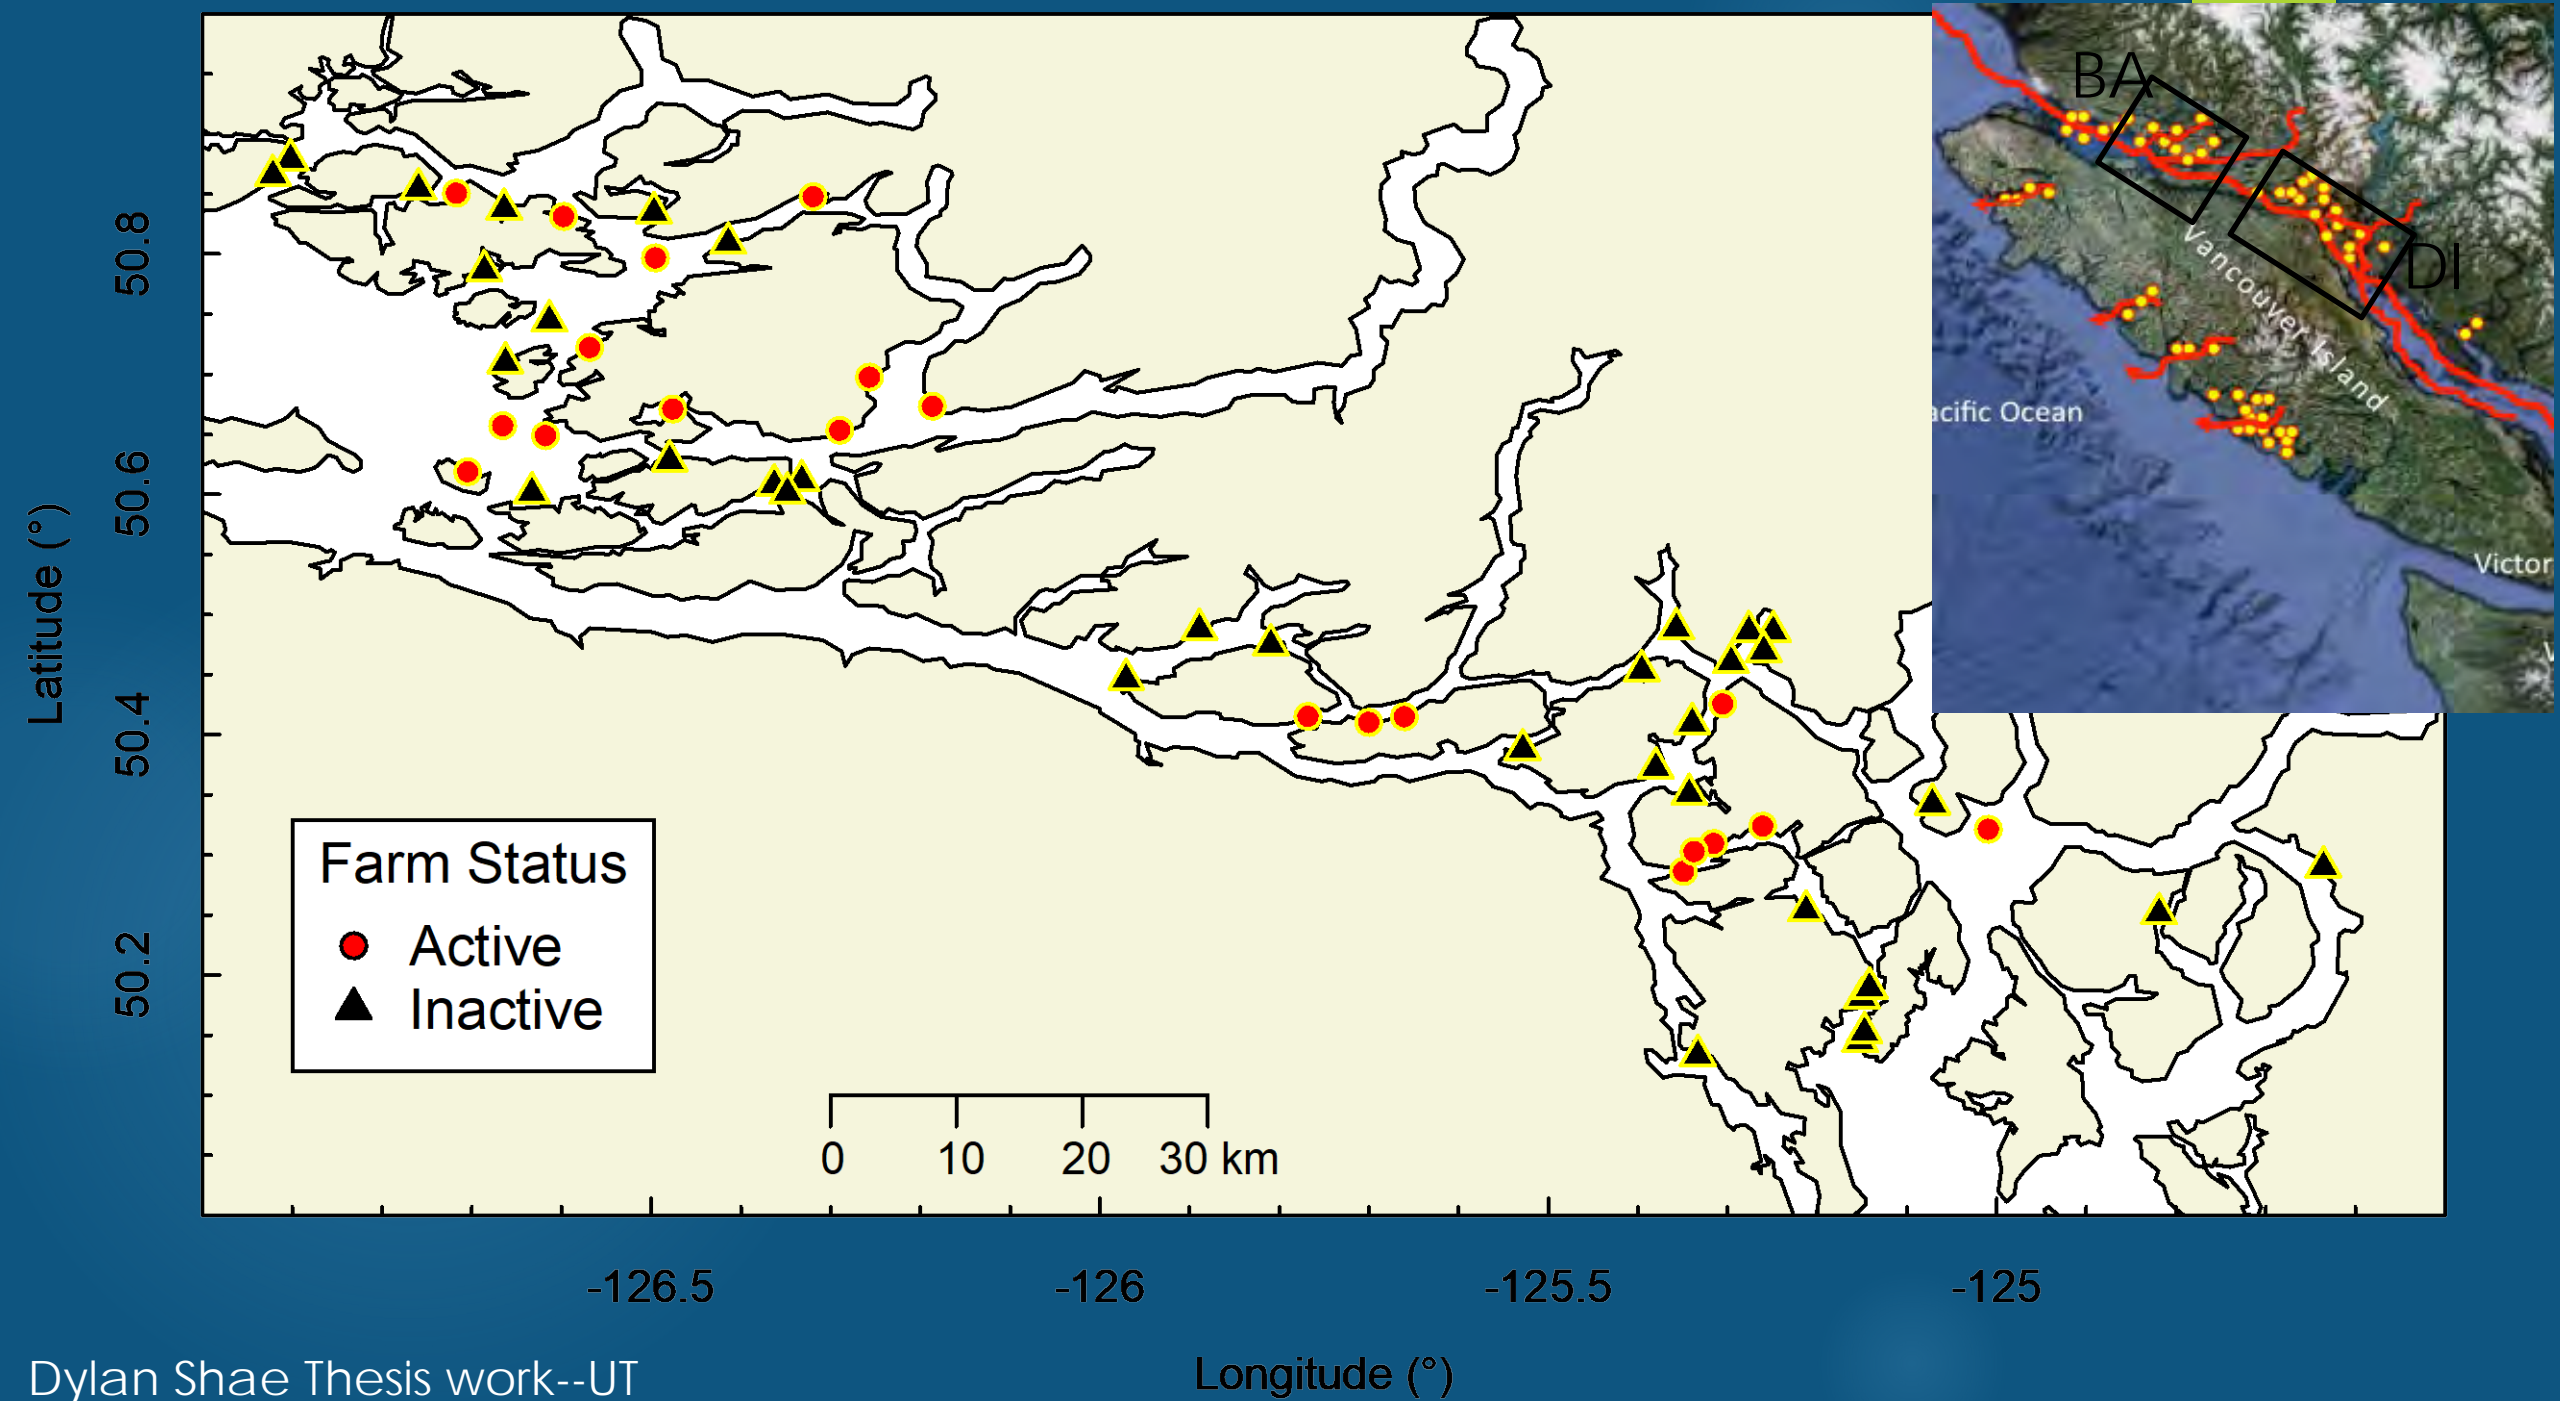 BA
DI
Vancouver Island
acific Ocean
Victor
Latitude (°)
50.8
50.6
50.4
50.2
Farm Status
Active
Inactive
0 10 20 30 km
-126.5 -126 -125.5 -125
Longitude (°)
Dylan Shae Thesis work--UT